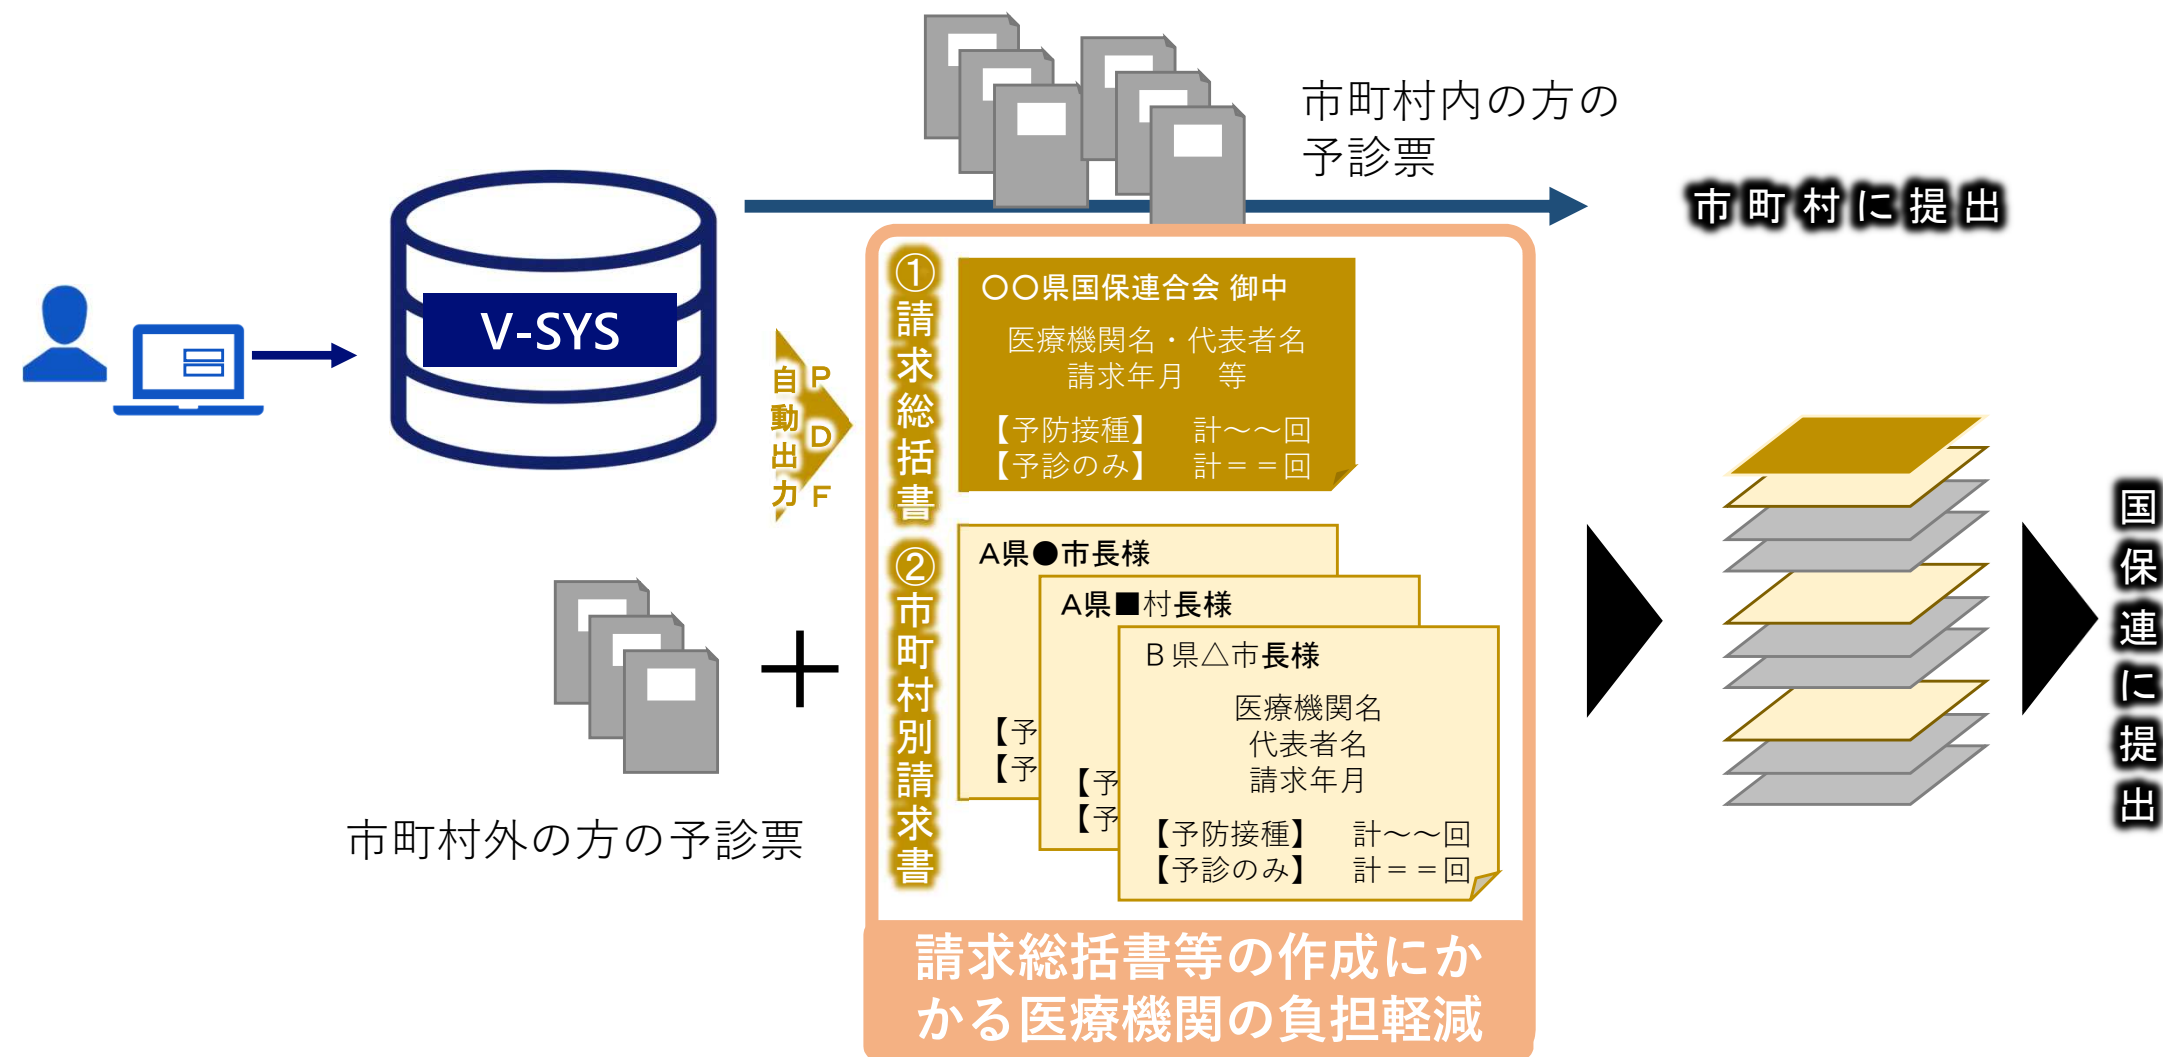 市町村内の方の
予診票
市町村に提出
V-SYS
PDF
自動出力
①請求総括書
〇〇県国保連合会 御中
医療機関名・代表者名
請求年月　等
【予防接種】　計～～回
【予診のみ】　計＝＝回
②市町村別請求書
A県●市長様
【予
【予
A県■村長様
【予
【予
B県△市長様
医療機関名
代表者名
請求年月
【予防接種】　計～～回
【予診のみ】　計＝＝回
市町村外の方の予診票
国保連に提出
請求総括書等の作成にか
かる医療機関の負担軽減